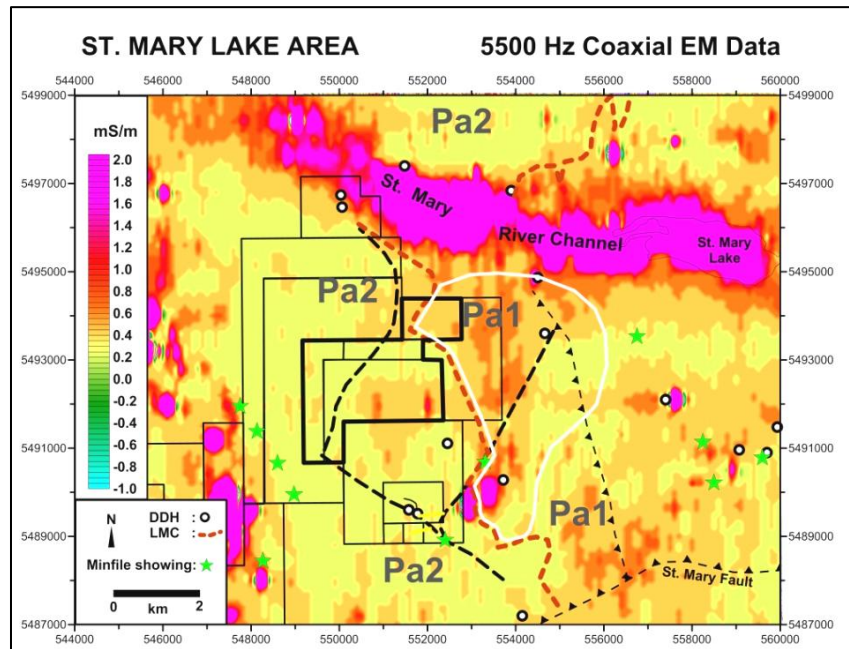 ST. MARY LAKE AREA 5500 Hz Coaxial EM Data
544000 546000 548000 550000 552000 554000 556000 558000 560000
5499000 5499000
mS/m
2.0
1.8
1.6
1.4
1.2
1.0
0.8
0.6
0.4
0.2
0.0
-0.2
-0.4
-0.6
-0.8
-1.0
Pa2
5497000 5497000
St. Mary
River Channel
St. Mary
Lake
5495000 5495000
Pa2
Pa1
5493000 5493000
5491000 5491000
Pa1
5489000 5489000
Pa2
St. Mary Fault
N
DDH :
LMC :
Minfile showing:
0 2
km
5487000 5487000
544000 546000 548000 550000 552000 554000 556000 558000 560000